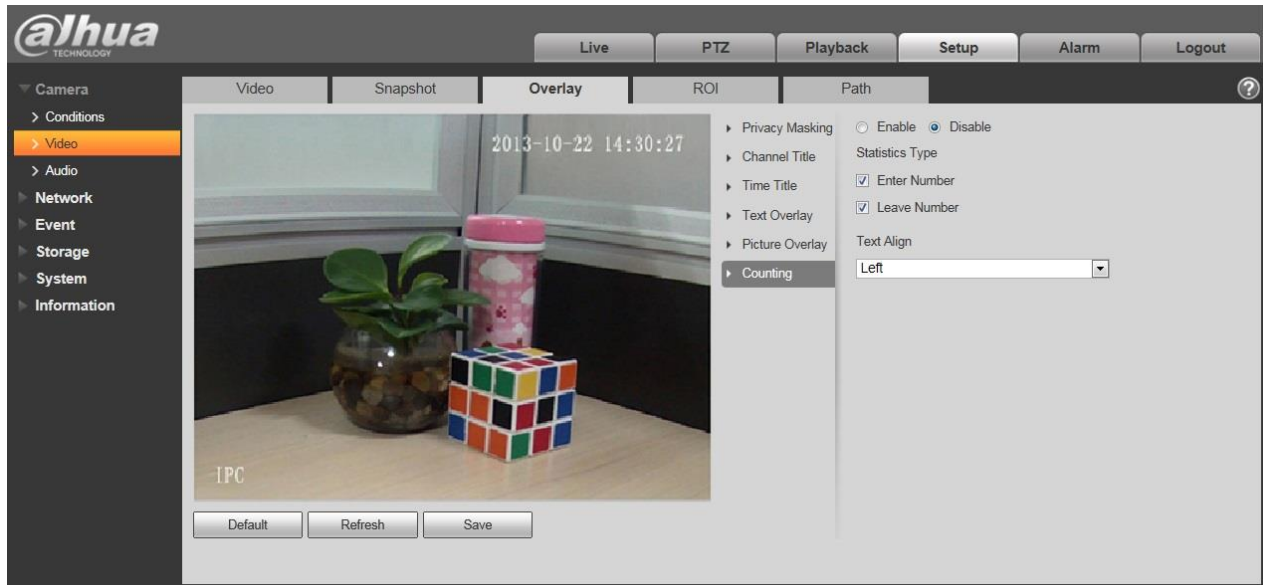 alhua
TECHNOLOGY
Live
PTZ
Playback
Setup
Alarm
Logout
Camera
Conditions
Video
Audio
Network
Event
Storage
System
Information
Video
Snapshot
Overlay
ROI
Path
?
2013-10-22 14:30:27
IPC
Default
Refresh
Save
Privacy Masking
Channel Title
Time Title
Text Overlay
Picture Overlay
Counting
Enable
Disable
Statistics Type
Enter Number
Leave Number
Text Align
Left